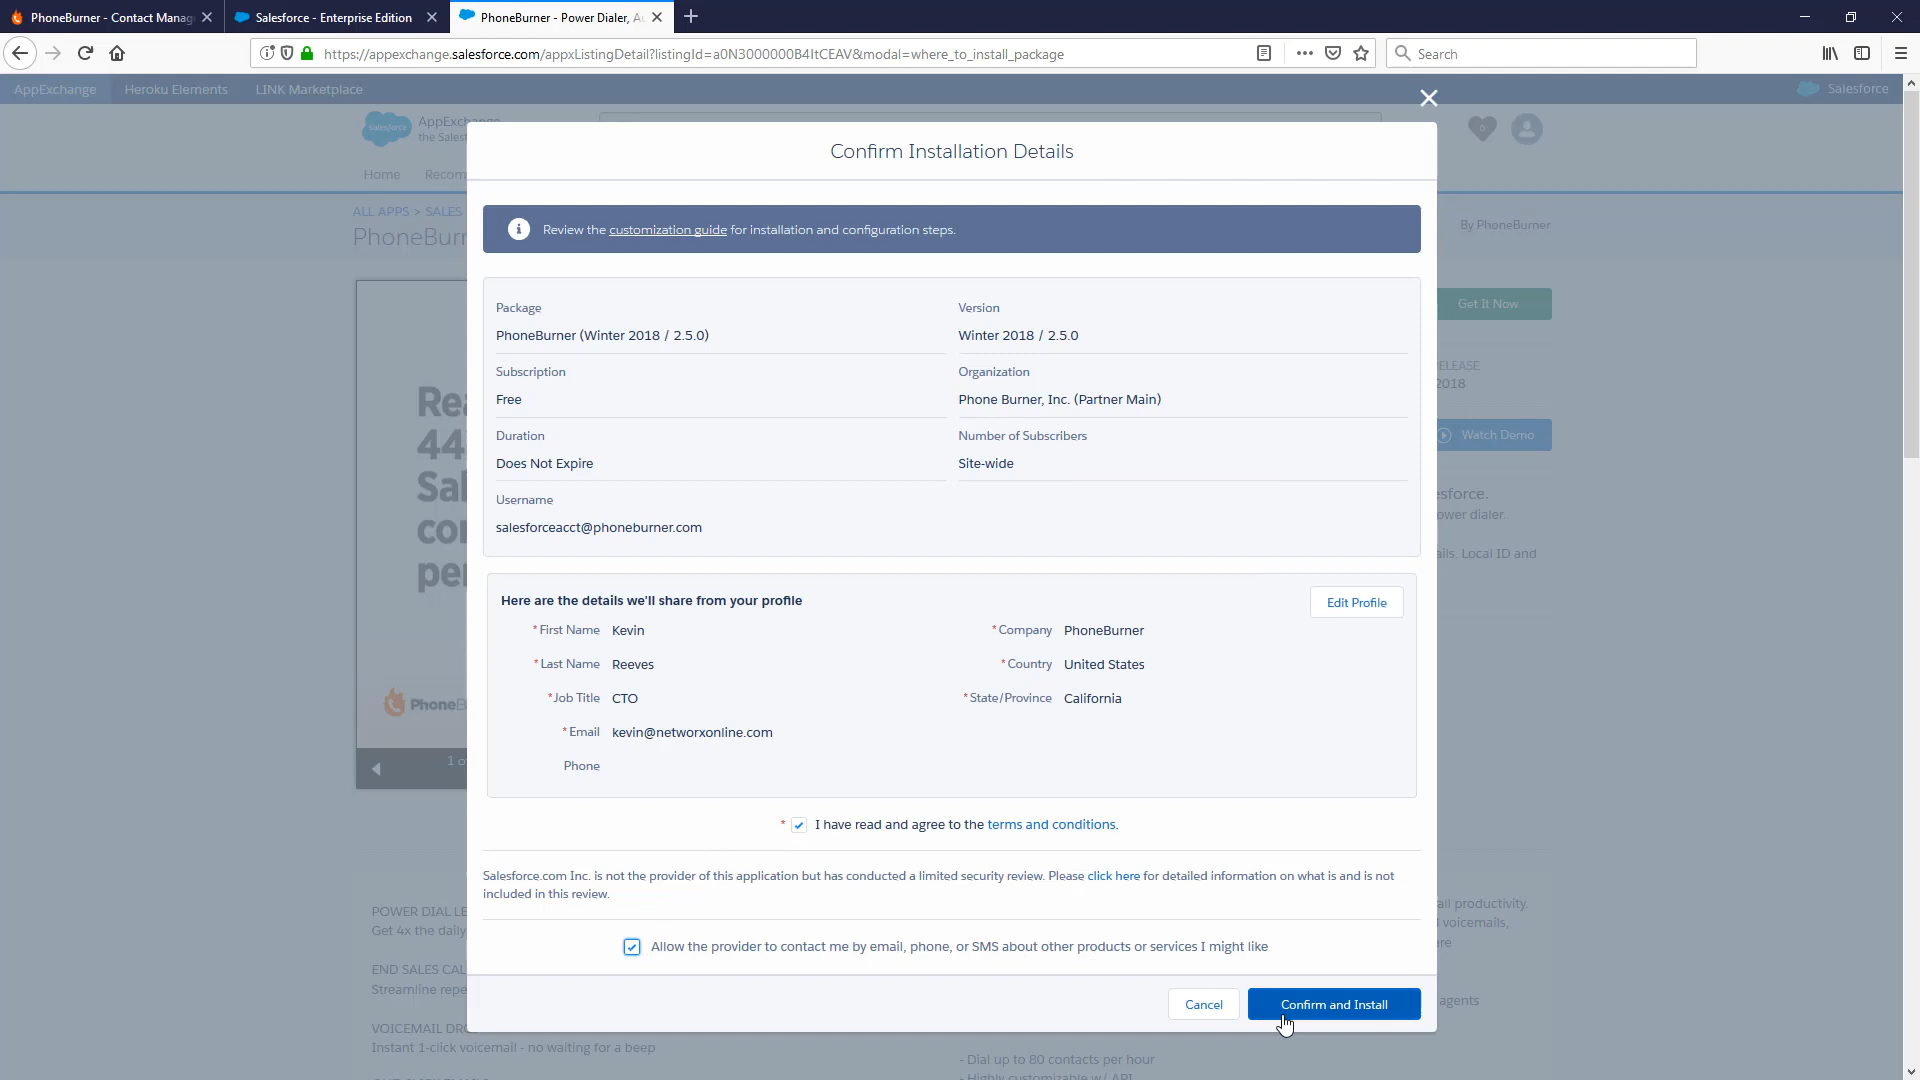 PhoneBurner - Contact Manag
Salesforce - Enterprise Edition
PhoneBurner - Power Dialer, A
https://appexchange.salesforce.com/appxListingDetail?listingId=a0N3000000B4ItCEAV&modal=where_to_install_package
Search
AppExchange
Heroku Elements
LINK Marketplace
Salesforce
salesforce
AppExchange
the Sales
0
Home
Recom
ALL APPS > SALES
PhoneBurn
By PhoneBurner
Confirm Installation Details
Review the customization guide for installation and configuration steps.
Package
PhoneBurner (Winter 2018 / 2.5.0)
Version
Winter 2018 / 2.5.0
Subscription
Free
Organization
Phone Burner, Inc. (Partner Main)
Duration
Does Not Expire
Number of Subscribers
Site-wide
Username
salesforceacct@phoneburner.com
Get It Now
ELEASE
2018
Watch Demo
esforce.
ower dialer.
ails, Local ID and
Rea
44
Sal
con
per
PhoneB
1 o
Here are the details we'll share from your profile
Edit Profile
* First Name Kevin
* Company PhoneBurner
* Last Name Reeves
* Country United States
* Job Title CTO
* State/Province California
* Email kevin@networxonline.com
Phone
* I have read and agree to the terms and conditions.
Salesforce.com Inc. is not the provider of this application but has conducted a limited security review. Please click here for detailed information on what is and is not
included in this review.
Allow the provider to contact me by email, phone, or SMS about other products or services I might like
Cancel
Confirm and Install
POWER DIAL LE
Get 4x the daily
END SALES CAL
Streamline repe
VOICEMAIL DRO
Instant 1-click voicemail - no waiting for a beep
all productivity.
voicemails,
re
agents
- Dial up to 80 contacts per hour
- Highly customizable w/ API